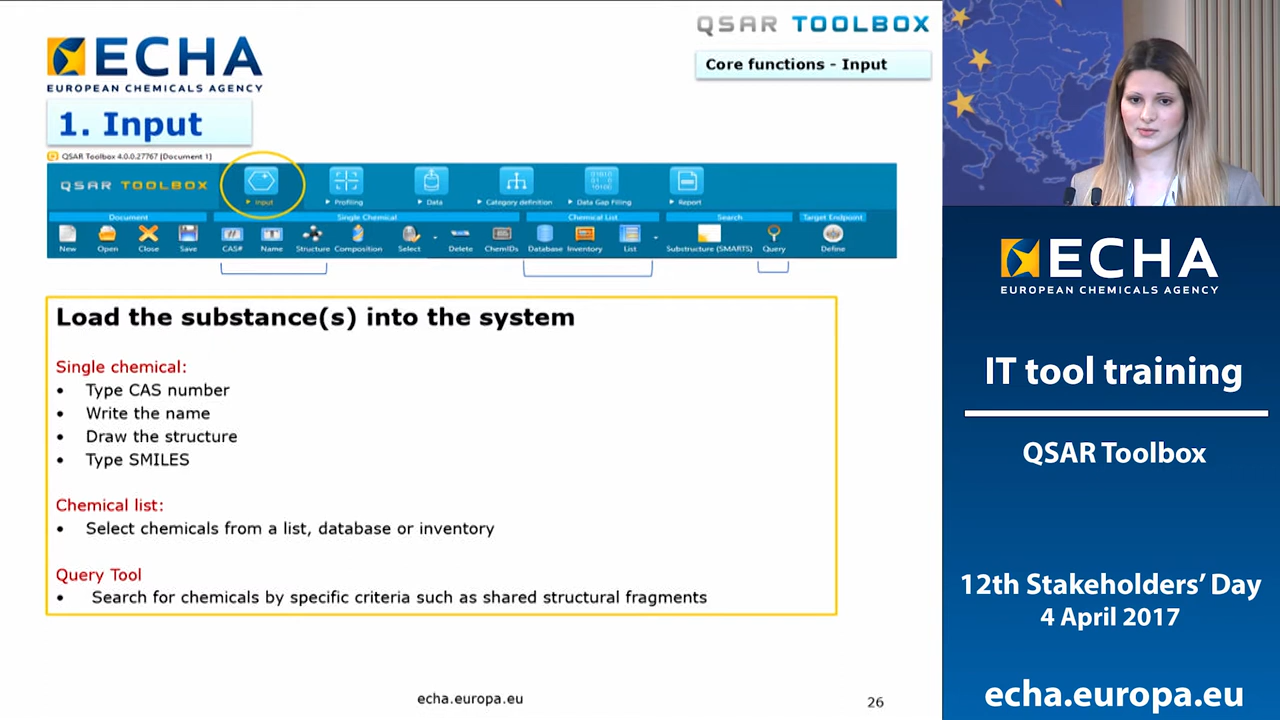 QSAR TOOLBOX
ECHA
EUROPEAN CHEMICALS AGENCY
Core functions - Input
1. Input
QSAR Toolbox 4.0.0.27767 [Document 1]
QSAR TOOLBOX
Input
Profiling
Data
Category definition
Data Gap Filling
Report
01010
01 0
10100
Document
Single Chemical
Chemical List
Search
Target Endpoint
New
Open
Close
Save
CAS#
Name
Structure
Composition
Select
Delete
ChemIDs
Database
Inventory
List
Substructure (SMARTS)
Query
Define
Load the substance(s) into the system
Single chemical:
• Type CAS number
• Write the name
• Draw the structure
• Type SMILES
Chemical list:
• Select chemicals from a list, database or inventory
Query Tool
• Search for chemicals by specific criteria such as shared structural fragments
echa.europa.eu
26
ECHA
EUROPEAN CHEMICALS AGENCY
IT tool training
QSAR Toolbox
12th Stakeholders' Day
4 April 2017
echa.europa.eu